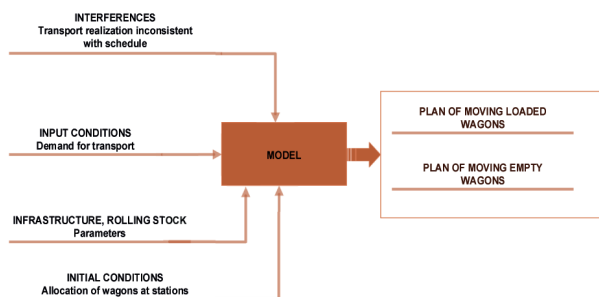 INTERFERENCES
Transport realization inconsistent
with schedule
INPUT CONDITIONS
Demand for transport
INFRASTRUCTURE, ROLLING STOCK
Parameters
INITIAL CONDITIONS
Allocation of wagons at stations
MODEL
PLAN OF MOVING LOADED
WAGONS
PLAN OF MOVING EMPTY
WAGONS